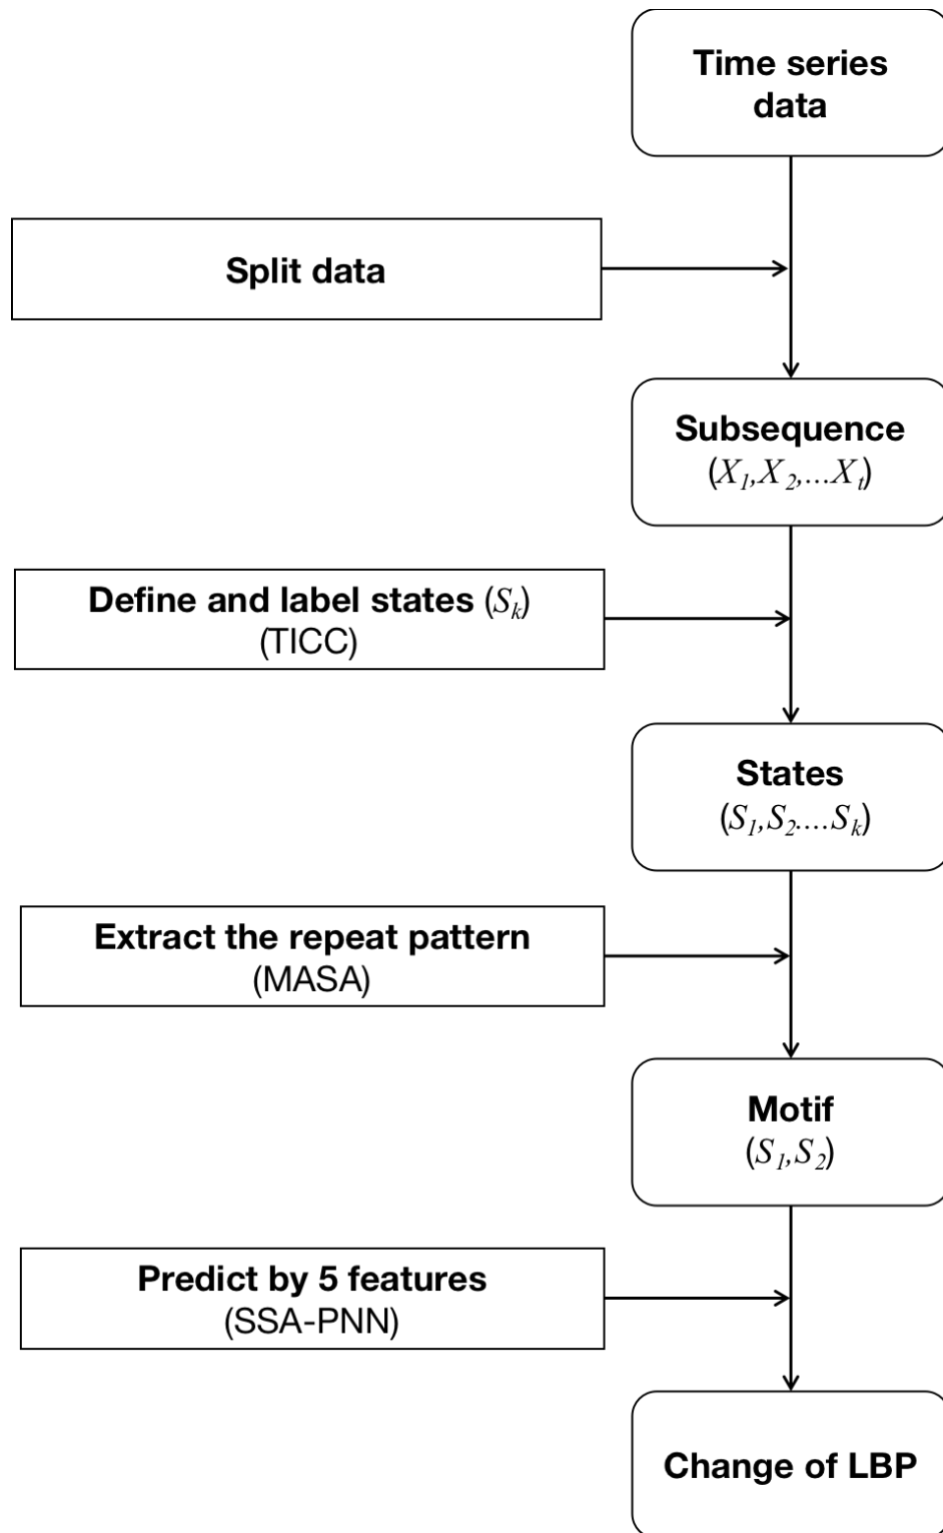 Time series
data
Split data
Subsequence
(X1,X2,...Xt)
Define and label states (Sk)
(TICC)
States
(S1,S2....Sk)
Extract the repeat pattern
(MASA)
Motif
(S1,S2)
Predict by 5 features
(SSA-PNN)
Change of LBP